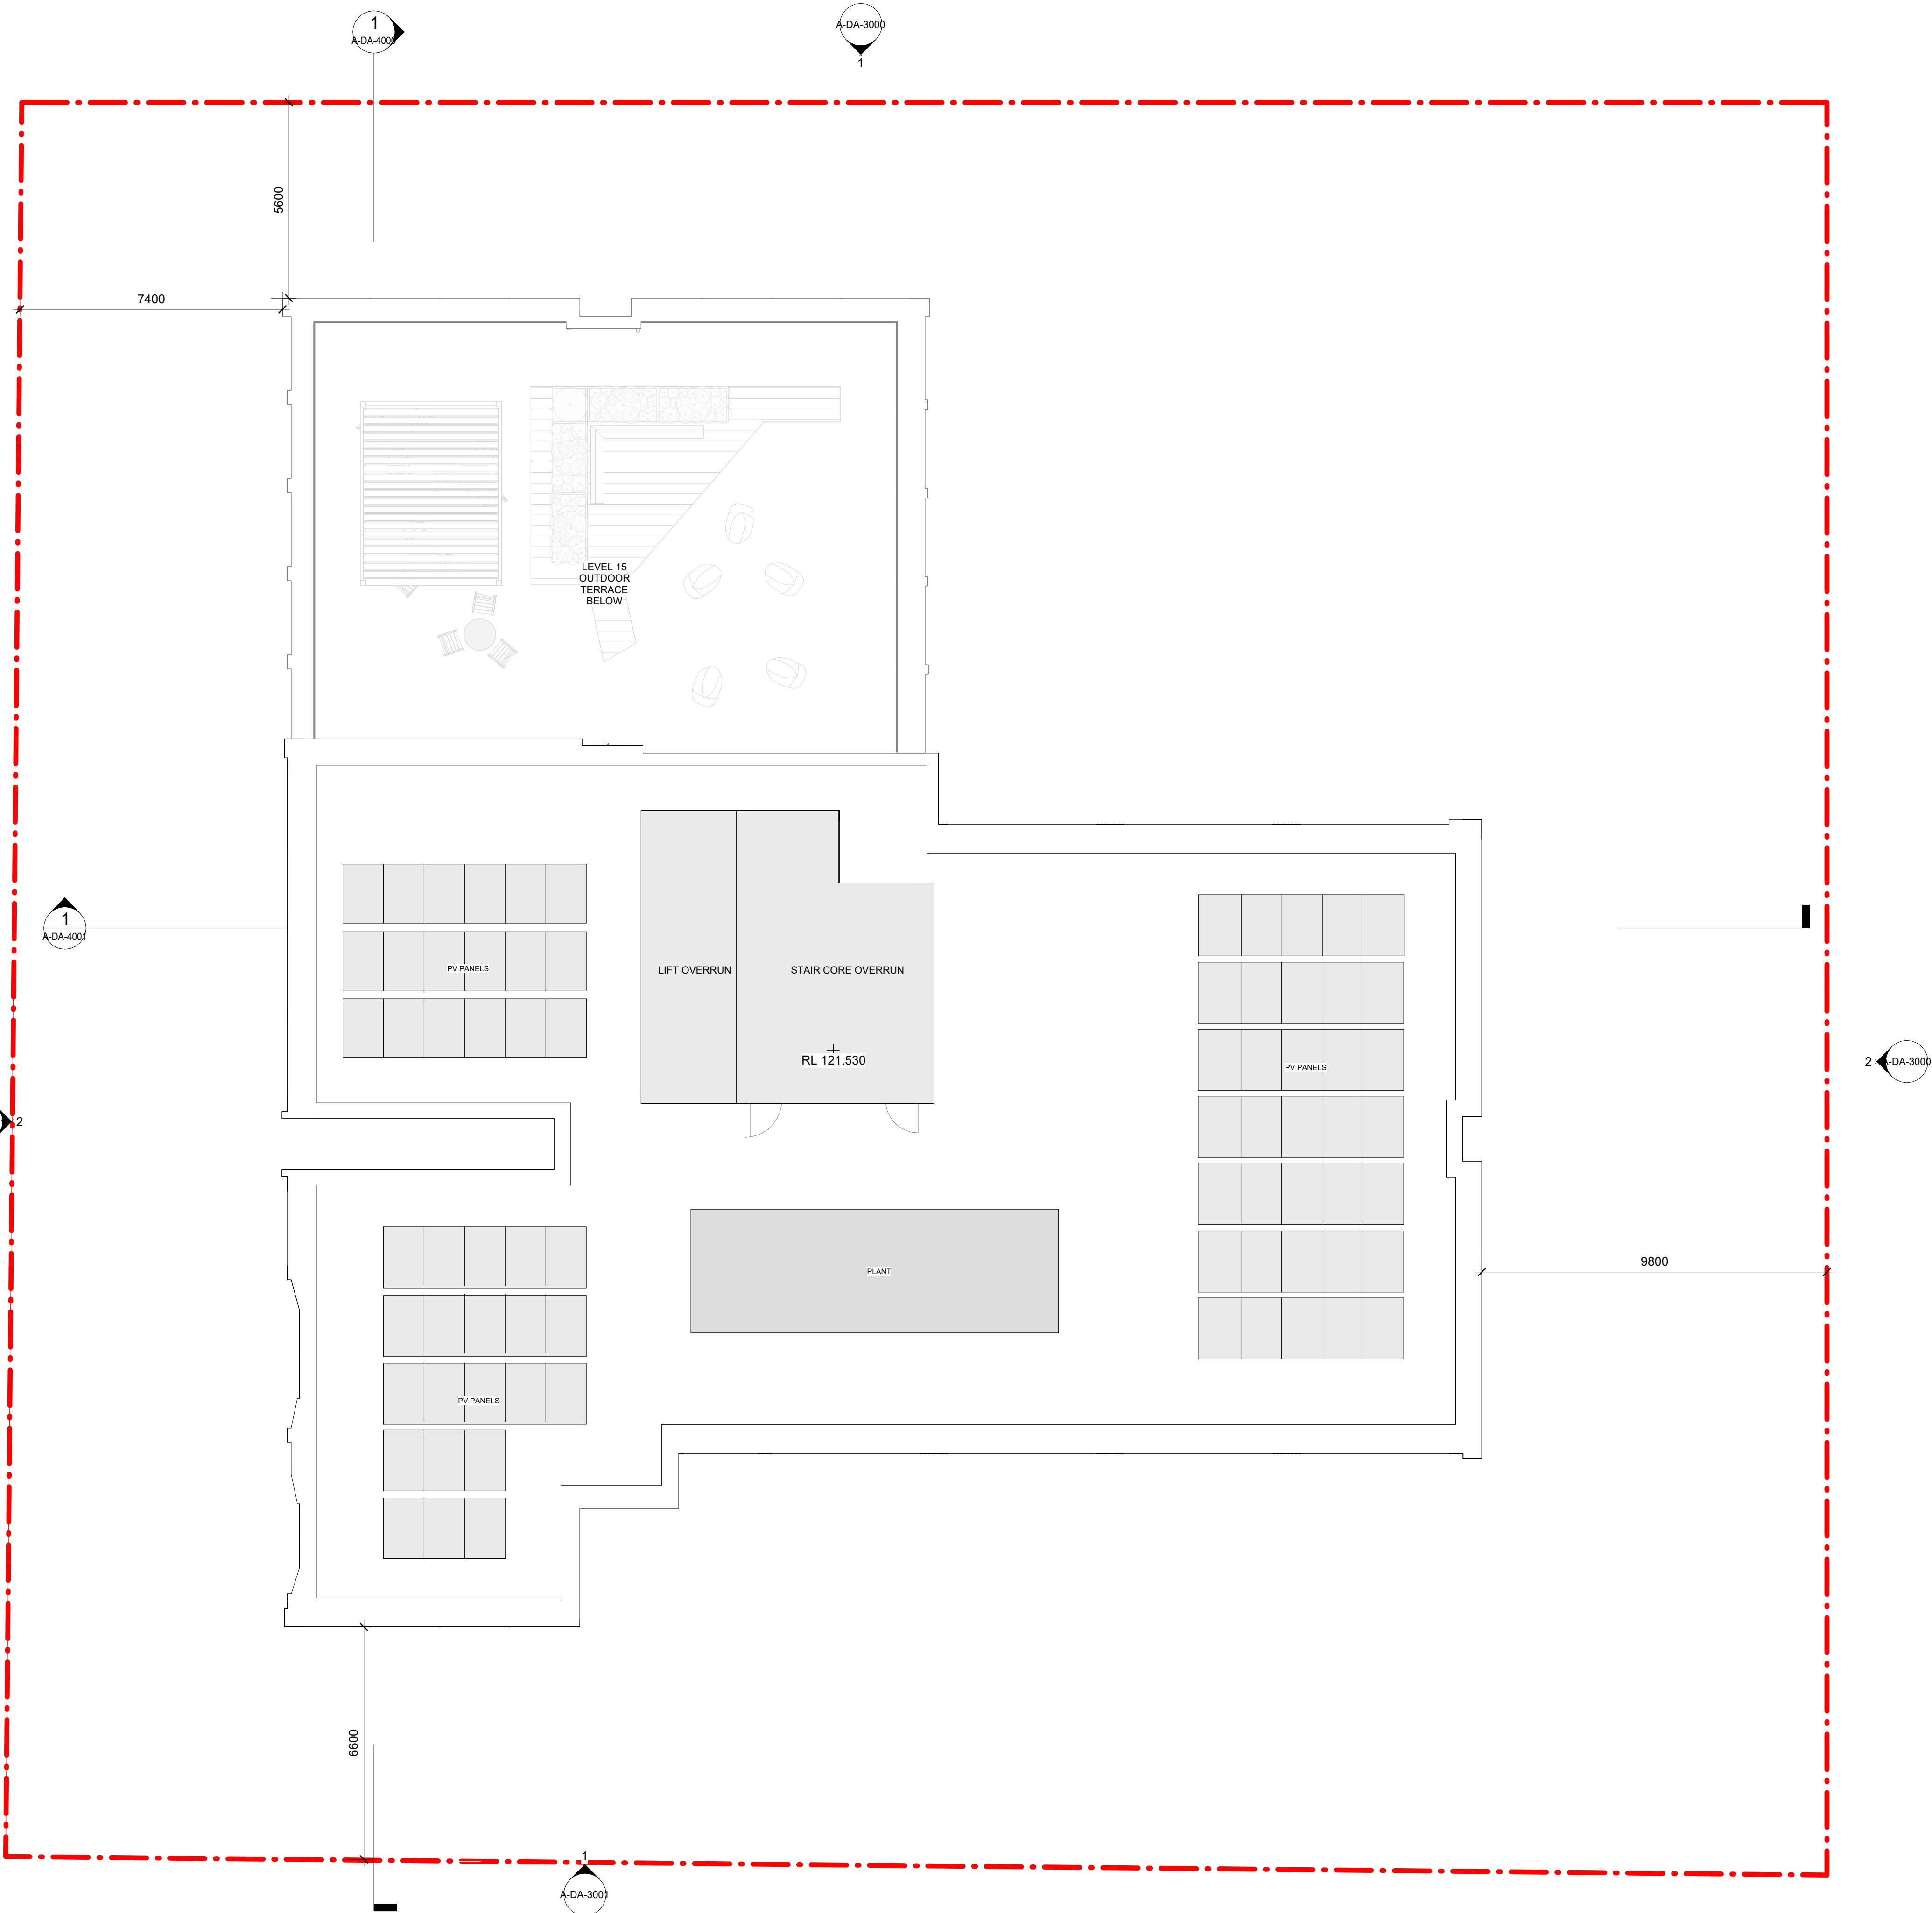 1
A-DA-4000
A-DA-3000
1
5600
7400
LEVEL 15
OUTDOOR
TERRACE
BELOW
1
A-DA-4001
PV PANELS
LIFT OVERRUN
STAIR CORE OVERRUN
RL 121.530
PV PANELS
2
A-DA-3000
2
9800
PLANT
PV PANELS
6600
1
A-DA-3001